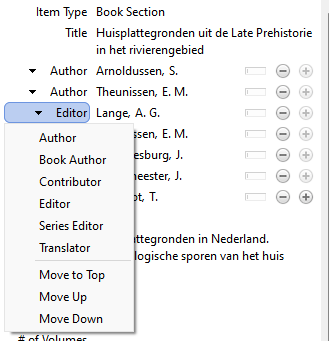 Item Type Book Section
Title Huisplattegronden uit de Late Prehistorie
in het rivierengebied
Author Arnoldussen, S.
Author Theunissen, E. M.
Editor Lange, A. G.
Author
Book Author
Contributor
Editor
Series Editor
Translator
Move to Top
Move Up
Move Down
ssen, E. M.
esburg, J.
meester, J.
ot, T.
attegronden in Nederland.
ologische sporen van het huis
# of Volumes